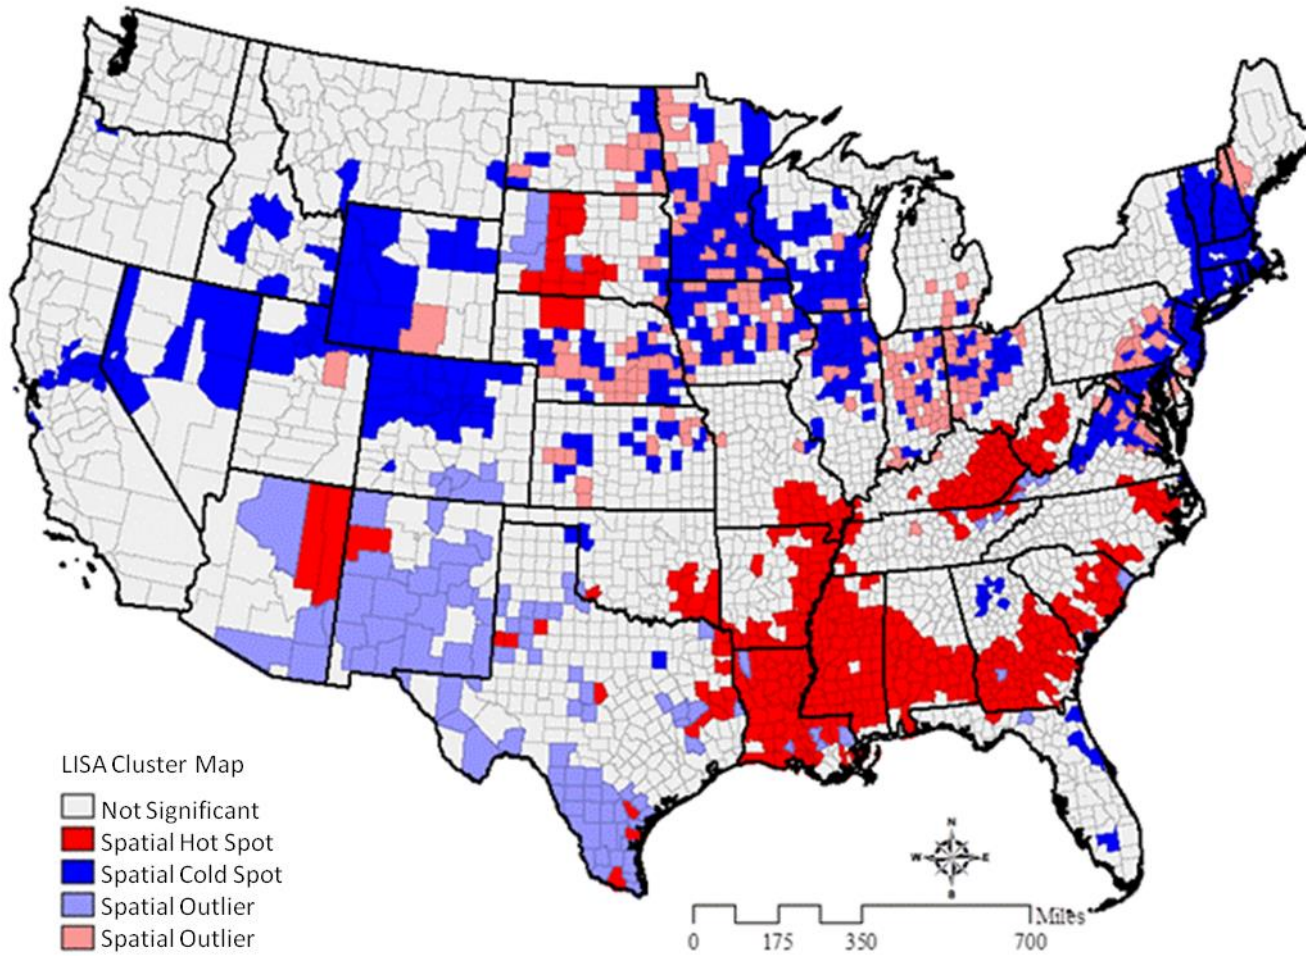 LISA Cluster Map
Not Significant
Spatial Hot Spot
Spatial Cold Spot
Spatial Outlier
Spatial Outlier
N
W E
S
Miles
0 175 350 700